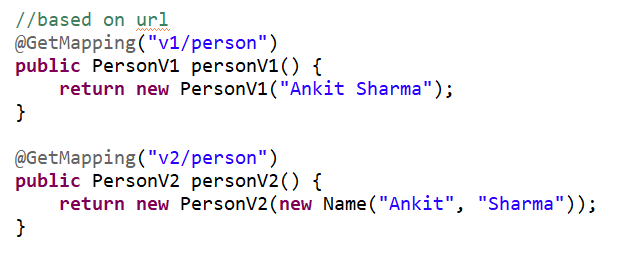 //based on url
@GetMapping("v1/person")
public PersonV1 personV1() {
    return new PersonV1("Ankit Sharma");
}

@GetMapping("v2/person")
public PersonV2 personV2() {
    return new PersonV2(new Name("Ankit", "Sharma"));
}